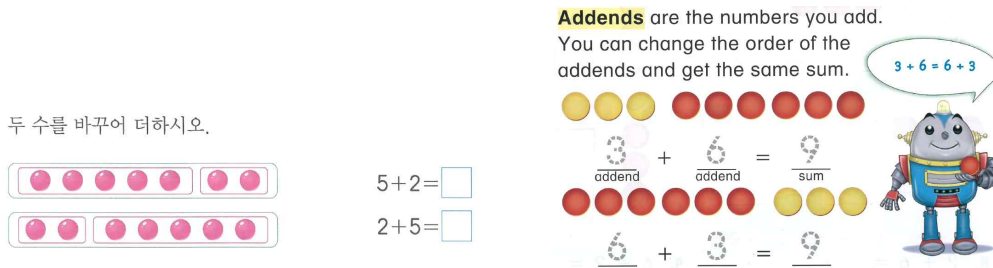 두 수를 바꾸어 더하시오.
5+2=
2+5=
Addends are the numbers you add.
You can change the order of the
addends and get the same sum.
3 + 6 = 6 + 3
3 + 6 = 9
addend addend sum
6 + 3 = 9